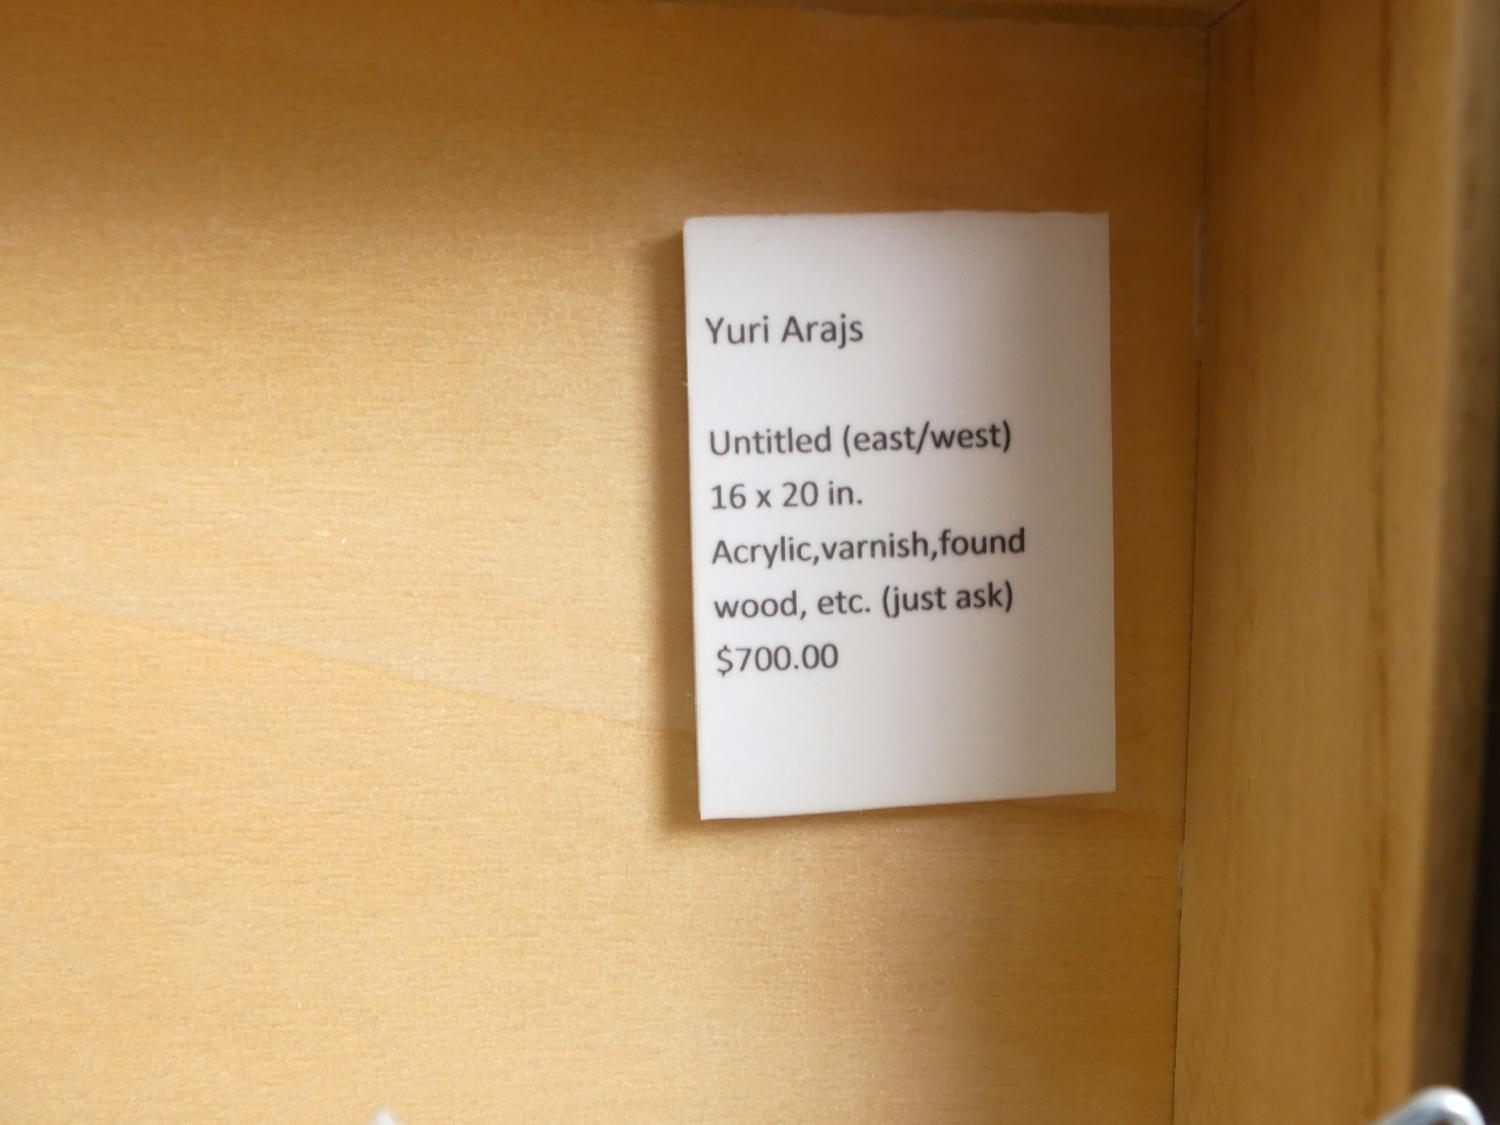 Yuri Arajs
Untitled (east/west)
16 x 20 in.
Acrylic,varnish,found
wood, etc. (just ask)
$700.00